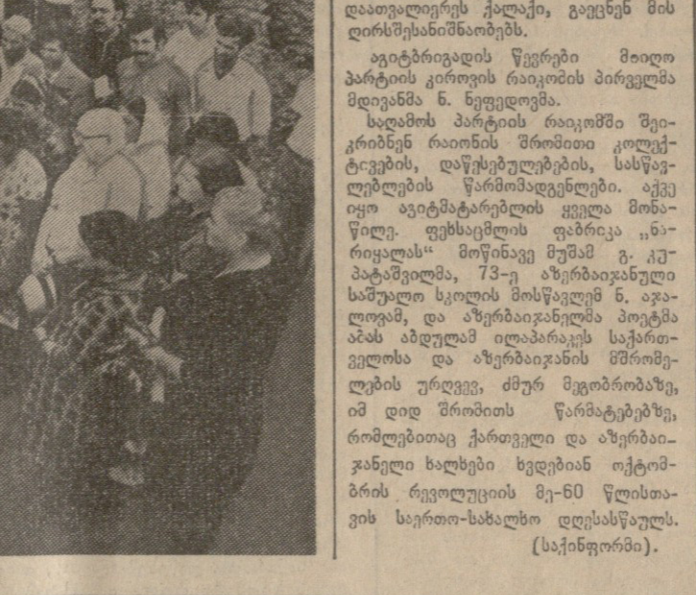 დაათვალიერეს ქალაქი, გაეცნენ მის
ღირსშესანიშნაობებს.
აგიტბრიგადის წევრები მიიღო
პარტიის კიროვის რაიკომის პირველმა
მდივანმა ნ. ნეფედოვმა.
საღამოს პარტიის რაიკომში შეი-
კრიბნენ რაიონის შრომითი კოლექ-
ტივების, დაწესებულებების, სასწავ-
ლებლების წარმომადგენლები. აქვე
იყო აგიტმატარებლის ყველა მონა-
წილე. ფეხსაცმლის ფაბრიკა „ნა-
რიყალას“ მოწინავე მუშამ გ. კუ-
პატაშვილმა, 73-ე აზერბაიჯანული
საშუალო სკოლის მოსწავლემ ნ. აჯა-
ლოვამ, და აზერბაიჯანელმა პოეტმა
აბას აბდულამ ილაპარაკეს საქართ-
ველოსა და აზერბაიჯანის მშრომე-
ლების ურღვევ, ძმურ მეგობრობაზე,
იმ დიდ შრომითს წარმატებებზე,
რომლებითაც ქართველი და აზერბაი-
ჯანელი ხალხები ხვდებიან ოქტომ-
ბრის რევოლუციის მე-60 წლისთა-
ვის საერთო-სახალხო დღესასწაულს.
(საქინფორმი).